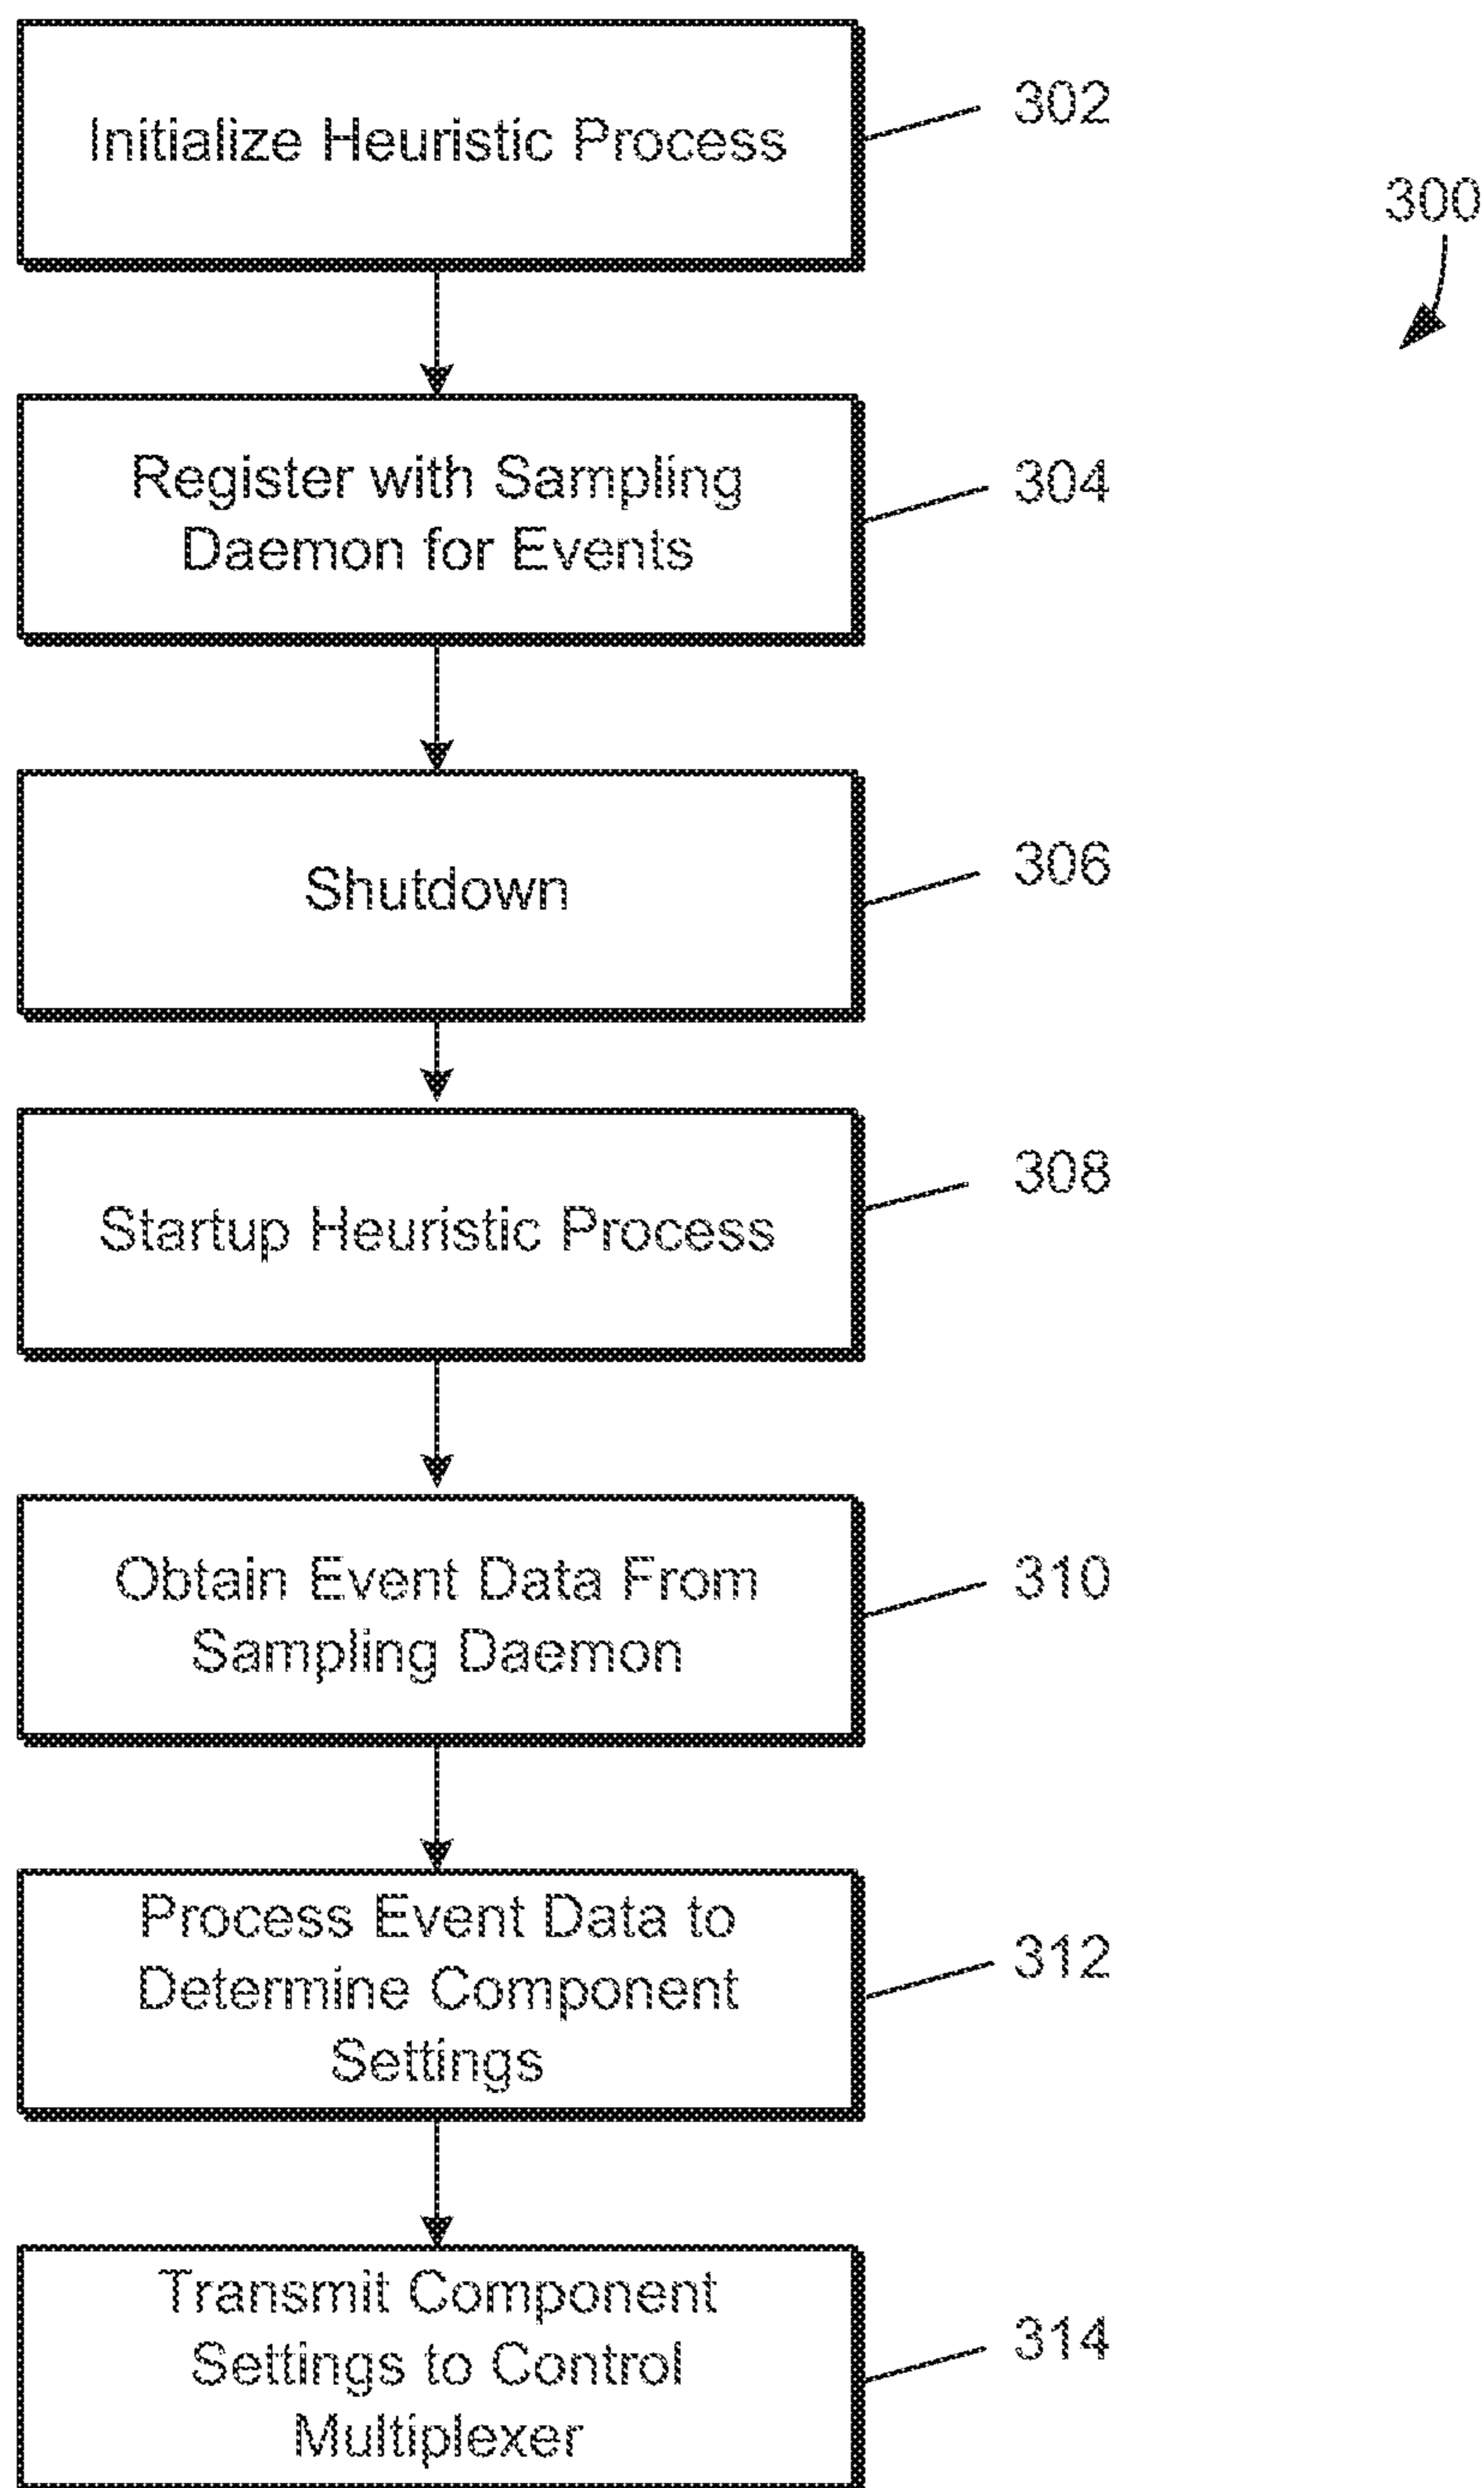 Initialize Heuristic Process
302
300
Register with Sampling
Daemon for Events
304
Shutdown
306
Startup Heuristic Process
308
Obtain Event Data From
Sampling Daemon
310
Process Event Data to
Determine Component
Settings
312
Transmit Component
Settings to Control
Multiplexer
314